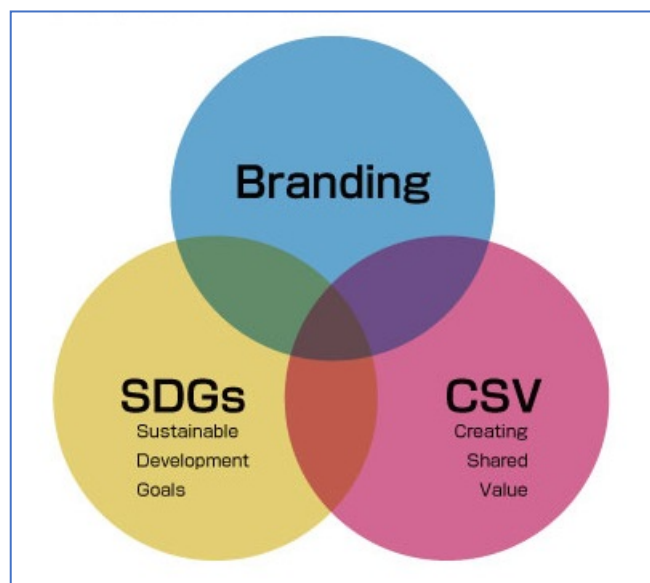 Branding
SDGs
Sustainable
Development
Goals
CSV
Creating
Shared
Value